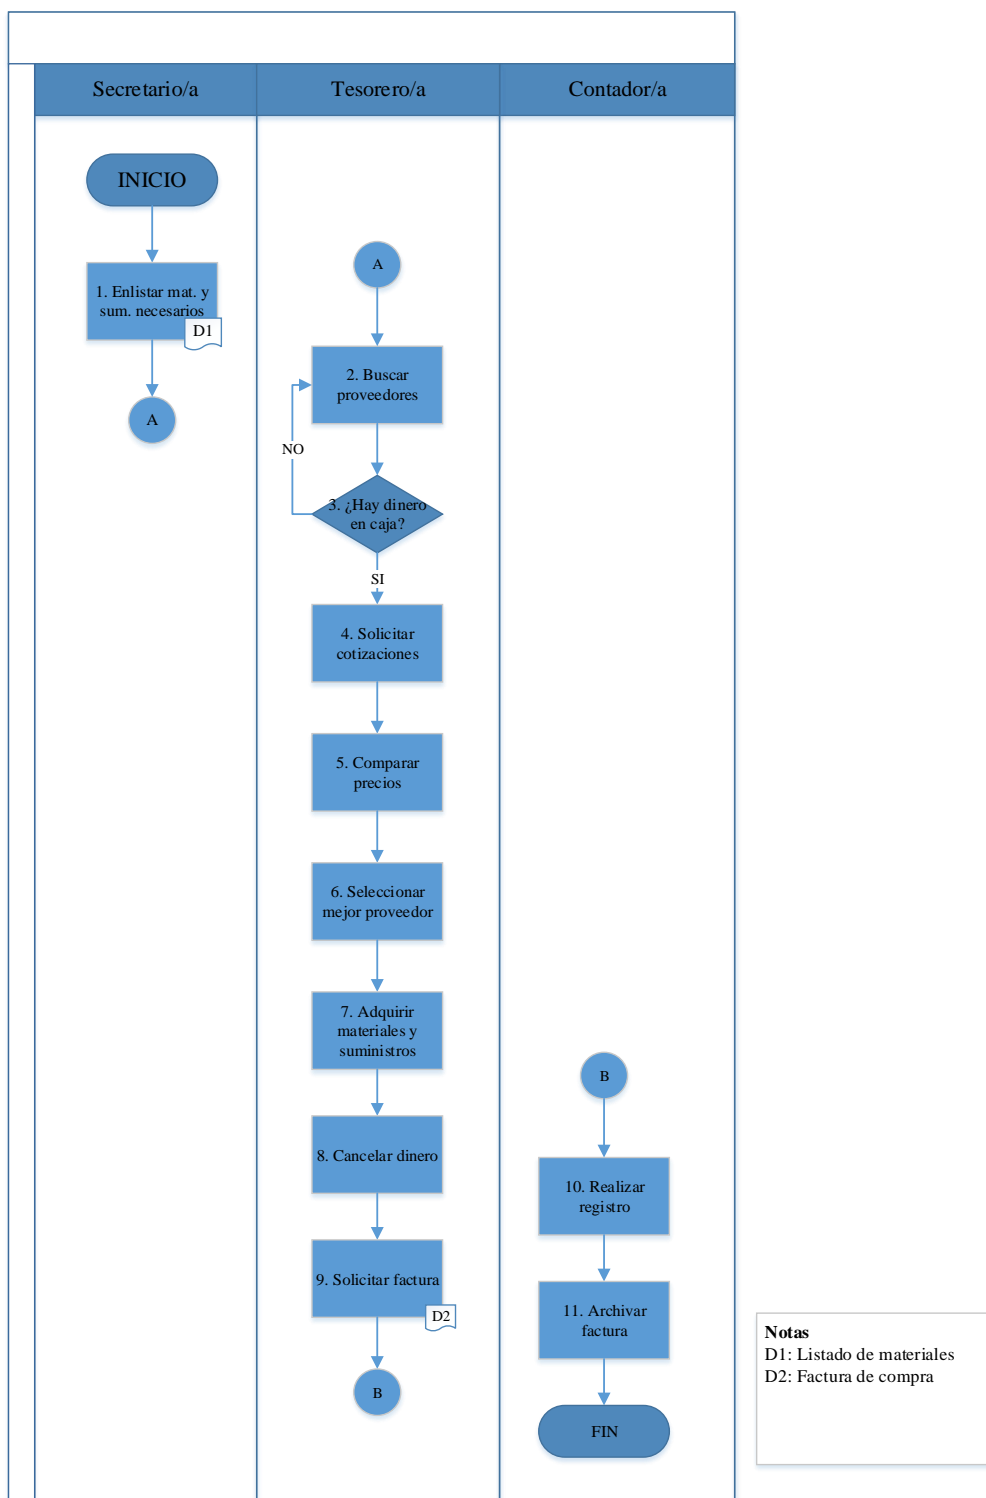 Secretario/a
Tesorero/a
Contador/a
INICIO
1. Enlistar mat. y
sum. necesarios
D1
A
A
2. Buscar
proveedores
NO
3. ¿Hay dinero
en caja?
SI
4. Solicitar
cotizaciones
5. Comparar
precios
6. Seleccionar
mejor proveedor
7. Adquirir
materiales y
suministros
8. Cancelar dinero
9. Solicitar factura
D2
B
B
10. Realizar
registro
11. Archivar
factura
FIN
Notas
D1: Listado de materiales
D2: Factura de compra